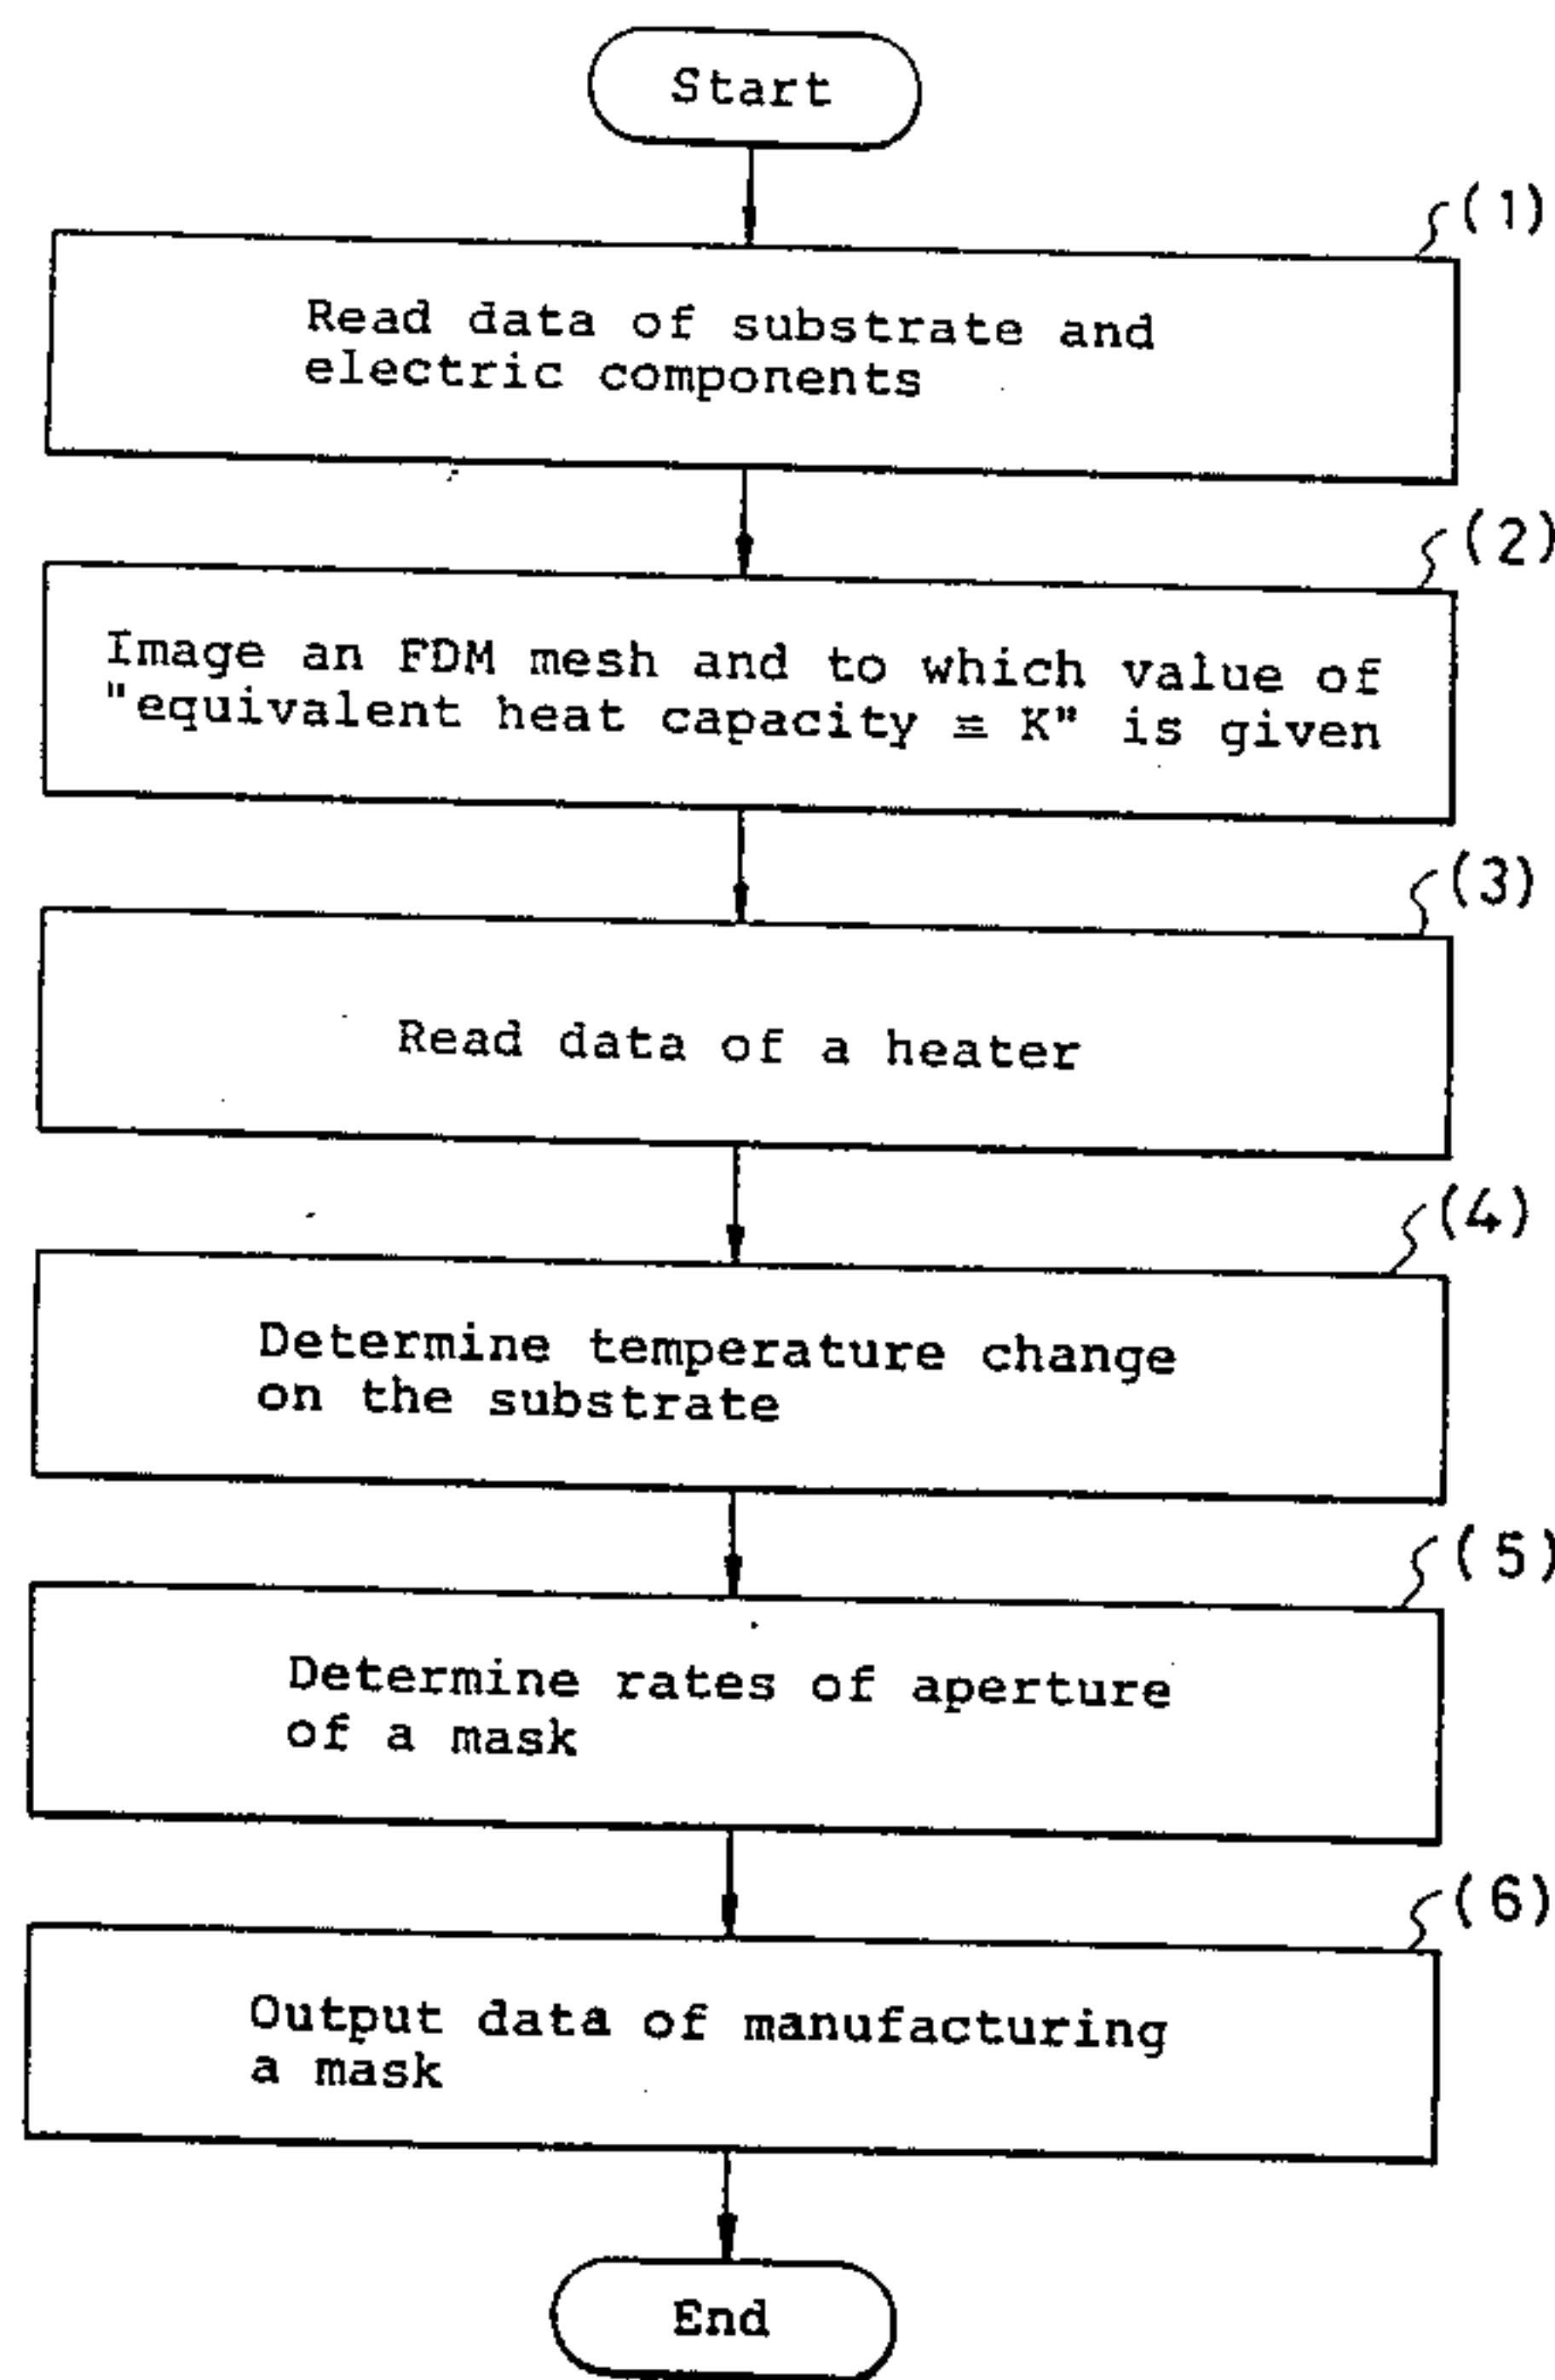 Start
(1)
Read data of substrate and
electric components
(2)
Image an FDM mesh and to which value of
"equivalent heat capacity ≡ K" is given
(3)
Read data of a heater
(4)
Determine temperature change
on the substrate
(5)
Determine rates of aperture
of a mask
(6)
Output data of manufacturing
a mask
End